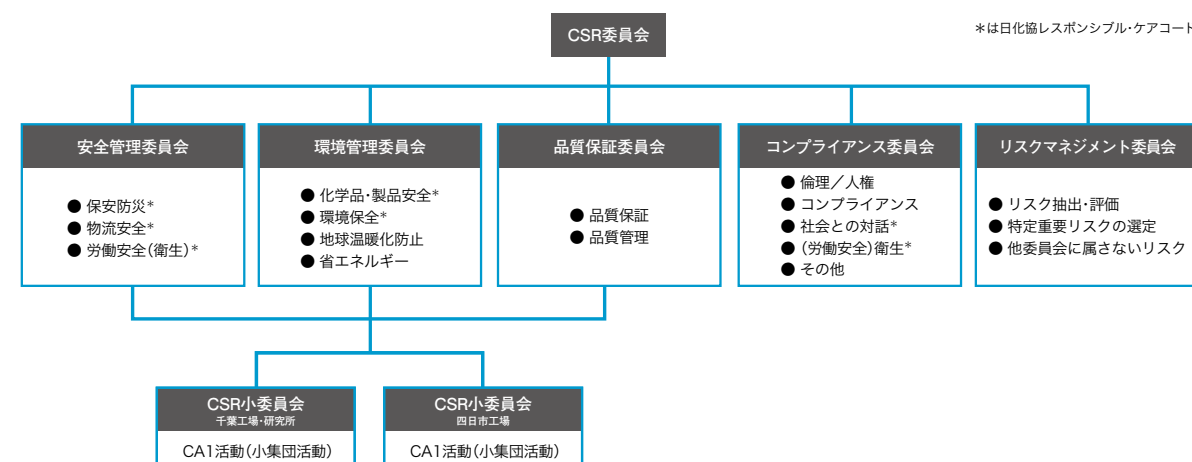 CSR委員会
＊は日化協レスポンシブル・ケアコード
安全管理委員会
● 保安防災＊
● 物流安全＊
● 労働安全(衛生)＊
環境管理委員会
● 化学品・製品安全＊
● 環境保全＊
● 地球温暖化防止
● 省エネルギー
品質保証委員会
● 品質保証
● 品質管理
コンプライアンス委員会
● 倫理／人権
● コンプライアンス
● 社会との対話＊
● (労働安全)衛生＊
● その他
リスクマネジメント委員会
● リスク抽出・評価
● 特定重要リスクの選定
● 他委員会に属さないリスク
CSR小委員会
千葉工場・研究所
CA1活動(小集団活動)
CSR小委員会
四日市工場
CA1活動(小集団活動)